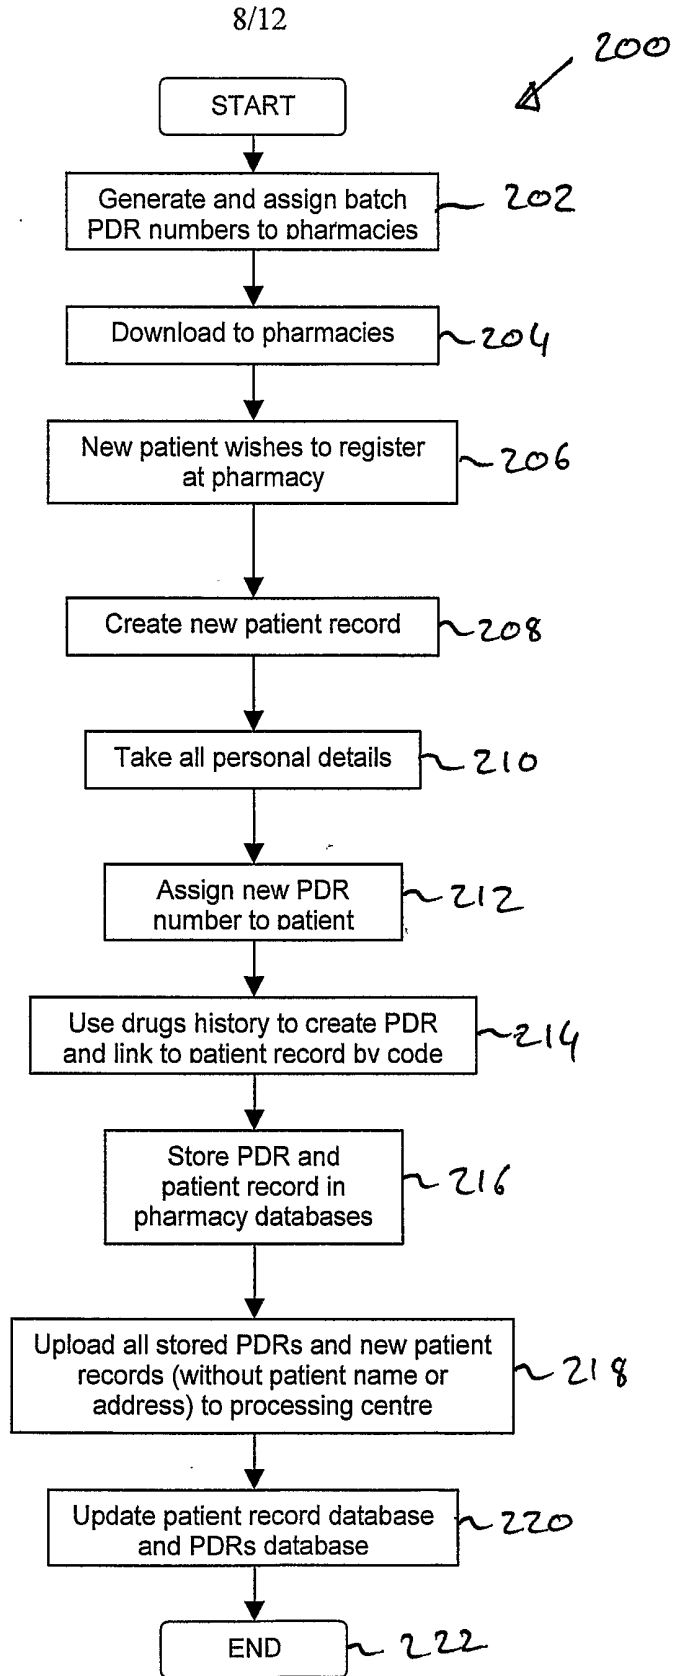 8/12
200
START
Generate and assign batch
PDR numbers to pharmacies
202
Download to pharmacies
204
New patient wishes to register
at pharmacy
206
Create new patient record
208
Take all personal details
210
Assign new PDR
number to patient
212
Use drugs history to create PDR
and link to patient record by code
214
Store PDR and
patient record in
pharmacy databases
216
Upload all stored PDRs and new patient
records (without patient name or
address) to processing centre
218
Update patient record database
and PDRs database
220
END
222